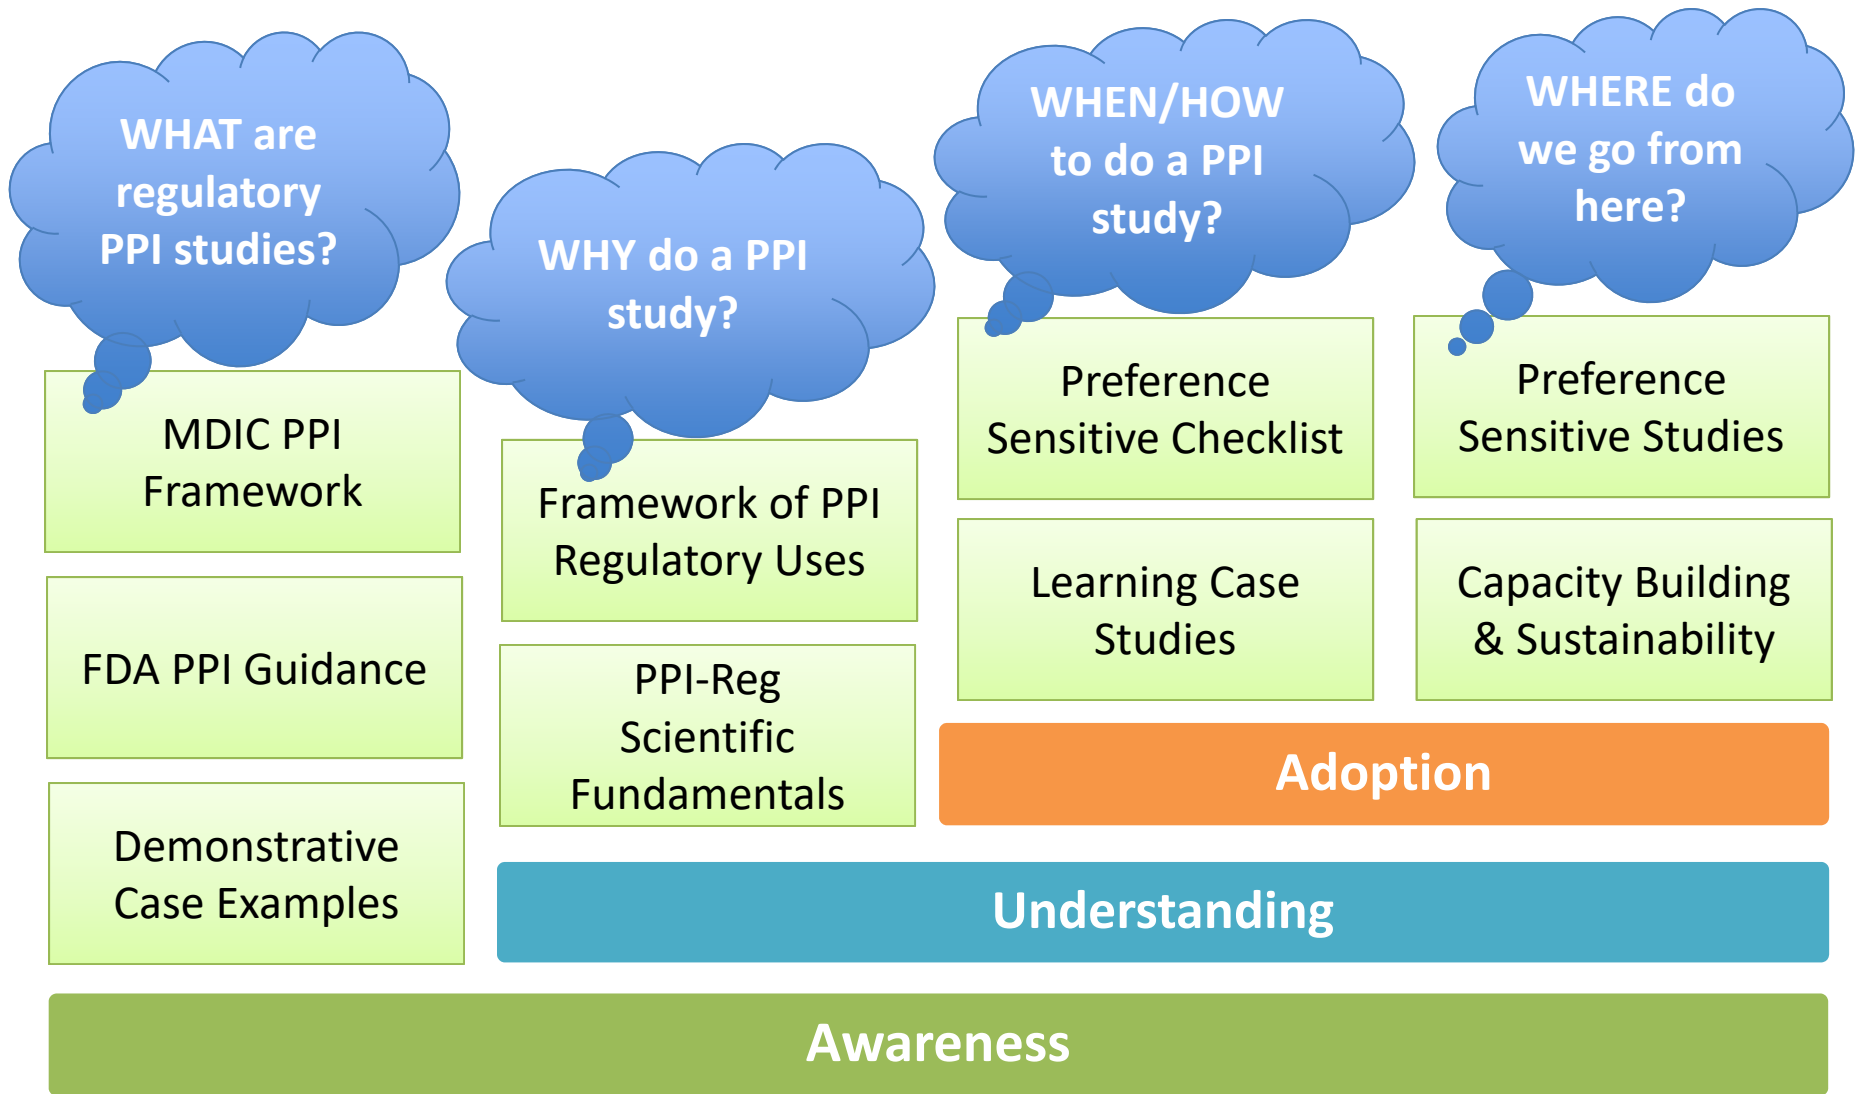 WHAT are
regulatory
PPI studies?
MDIC PPI
Framework
FDA PPI Guidance
Demonstrative
Case Examples
WHY do a PPI
study?
Framework of PPI
Regulatory Uses
PPI-Reg
Scientific
Fundamentals
WHEN/HOW
to do a PPI
study?
Preference
Sensitive Checklist
Learning Case
Studies
WHERE do
we go from
here?
Preference
Sensitive Studies
Capacity Building
& Sustainability
Adoption
Understanding
Awareness